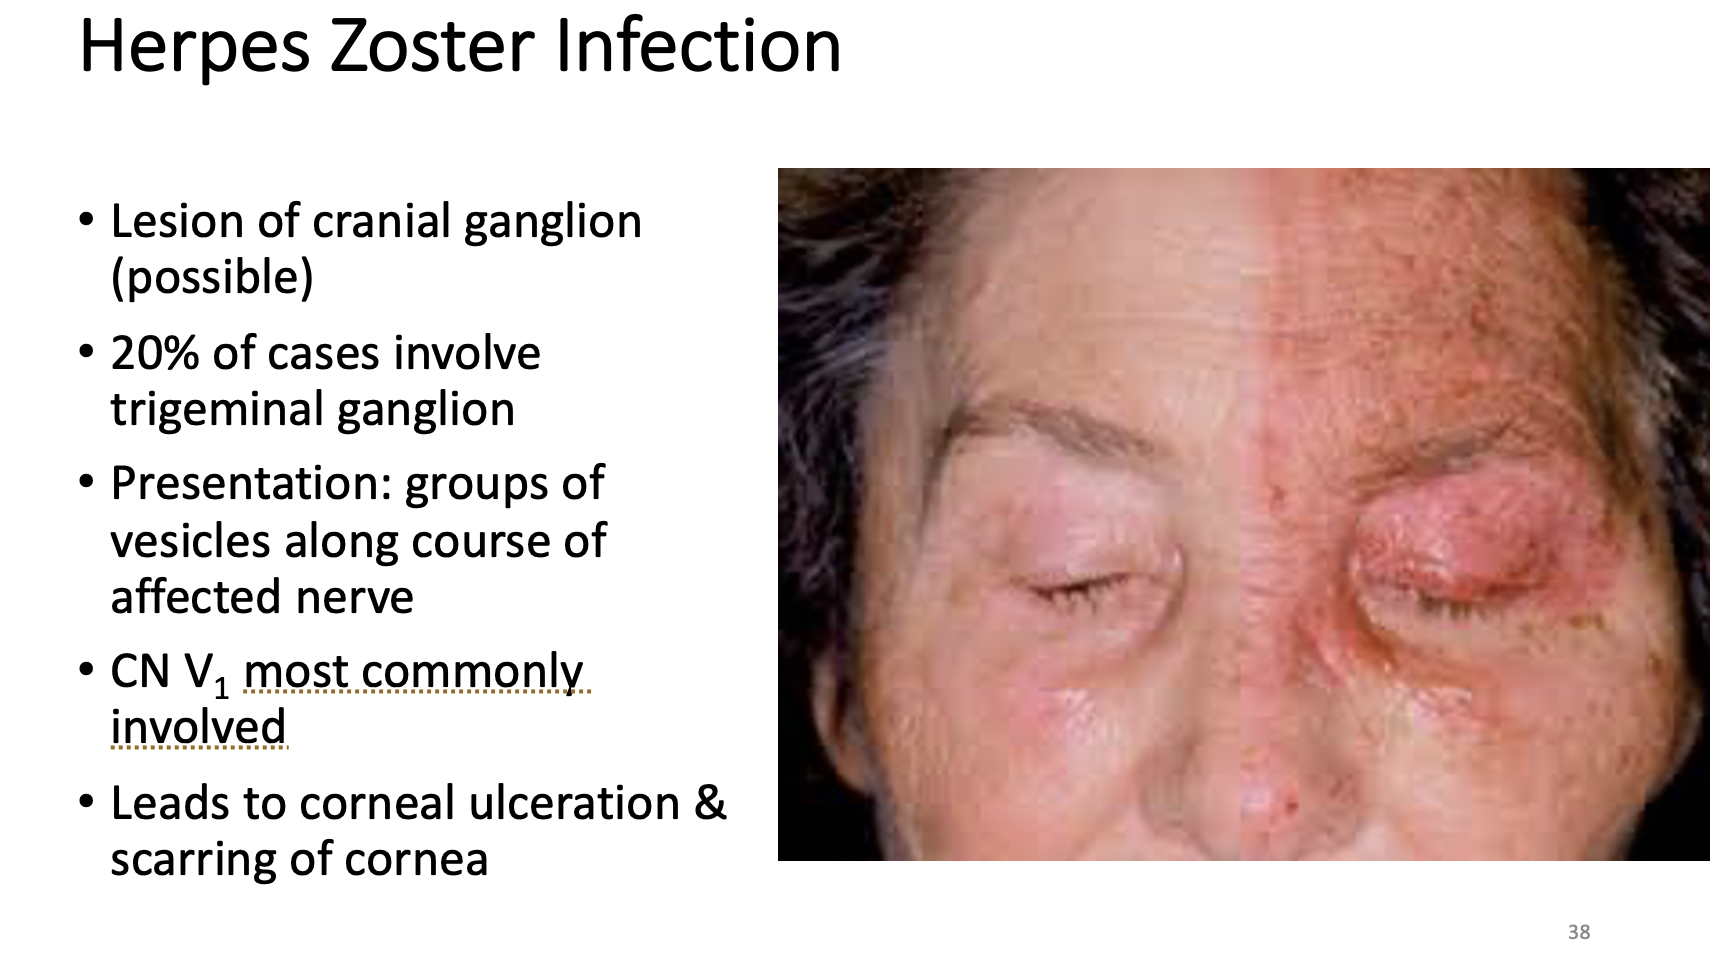 Herpes Zoster Infection
• Lesion of cranial ganglion
(possible)
• 20% of cases involve
trigeminal ganglion
• Presentation: groups of
vesicles along course of
affected nerve
• CN V₁ most commonly
involved
• Leads to corneal ulceration &
scarring of cornea
38